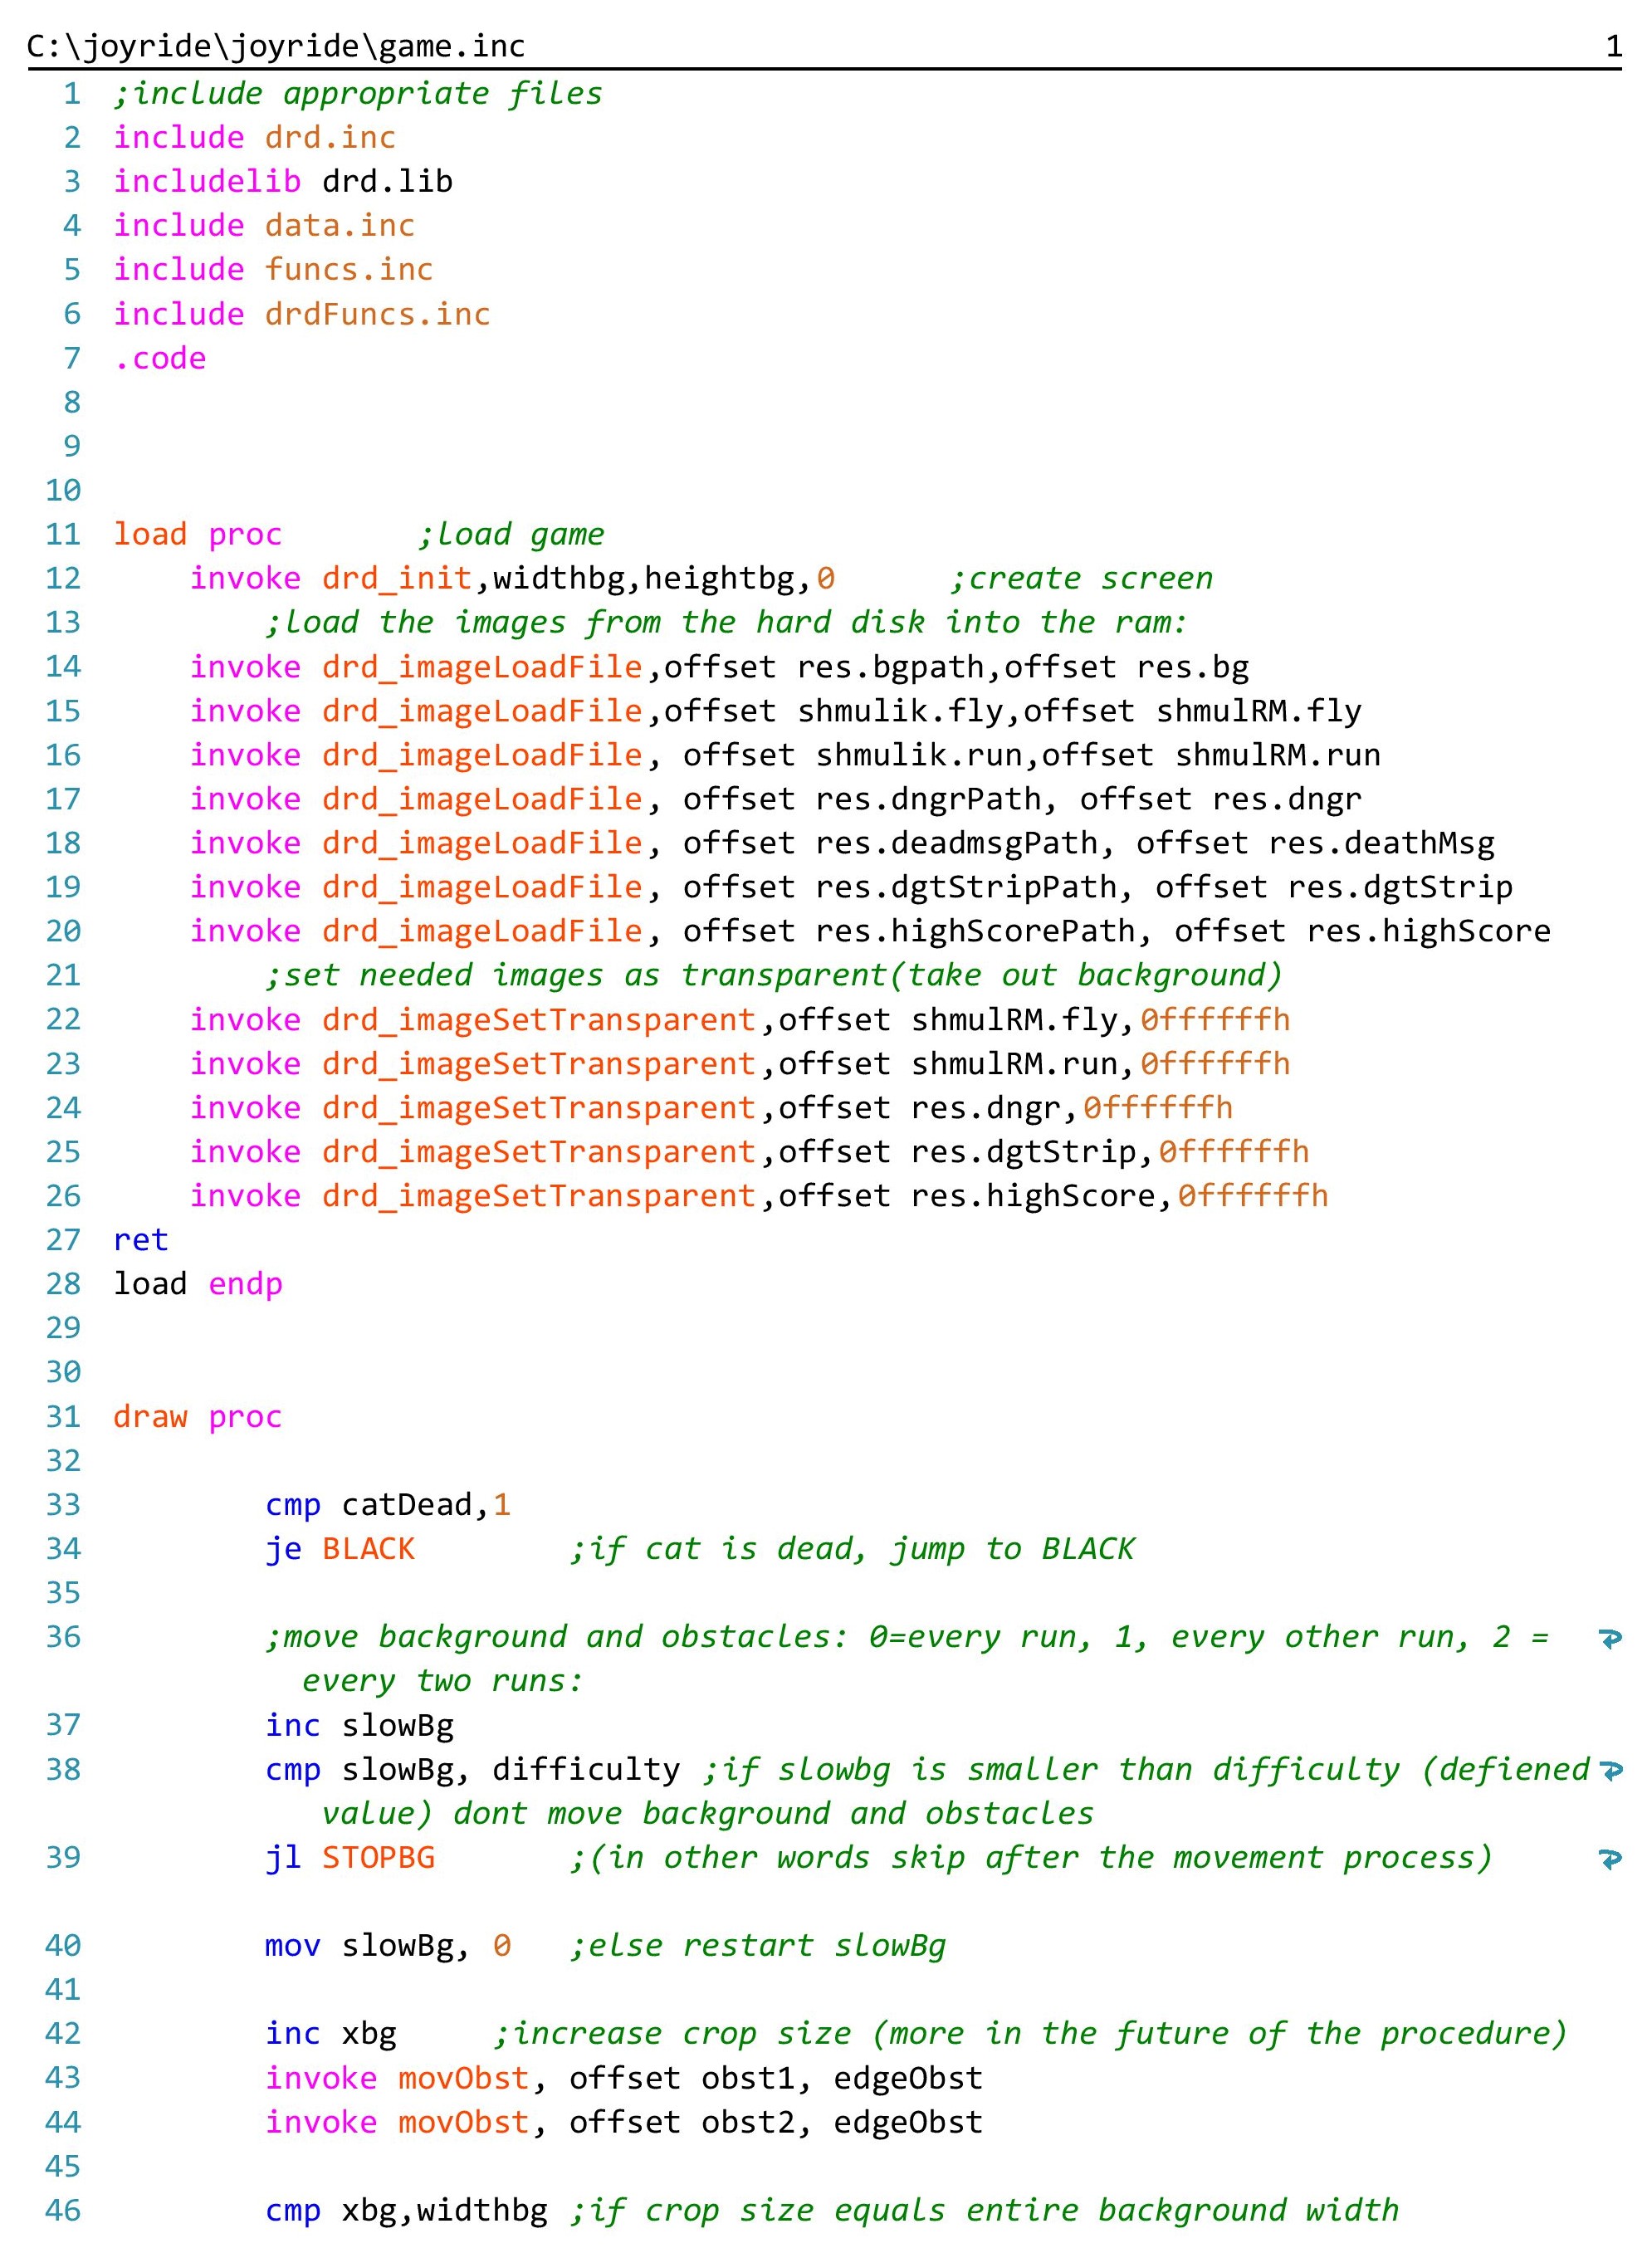 C:\joyride\joyride\game.inc 1
1 ;include appropriate files
2 include drd.inc
3 includelib drd.lib
4 include data.inc
5 include funcs.inc
6 include drdFuncs.inc
7 .code
8
9
10
11 load proc       ;load game
12     invoke drd_init,widthbg,heightbg,0      ;create screen
13         ;load the images from the hard disk into the ram:
14     invoke drd_imageLoadFile,offset res.bgpath,offset res.bg
15     invoke drd_imageLoadFile,offset shmulik.fly,offset shmulRM.fly
16     invoke drd_imageLoadFile, offset shmulik.run,offset shmulRM.run
17     invoke drd_imageLoadFile, offset res.dngrPath, offset res.dngr
18     invoke drd_imageLoadFile, offset res.deadmsgPath, offset res.deathMsg
19     invoke drd_imageLoadFile, offset res.dgtStripPath, offset res.dgtStrip
20     invoke drd_imageLoadFile, offset res.highScorePath, offset res.highScore
21         ;set needed images as transparent(take out background)
22     invoke drd_imageSetTransparent,offset shmulRM.fly,0ffffffh
23     invoke drd_imageSetTransparent,offset shmulRM.run,0ffffffh
24     invoke drd_imageSetTransparent,offset res.dngr,0ffffffh
25     invoke drd_imageSetTransparent,offset res.dgtStrip,0ffffffh
26     invoke drd_imageSetTransparent,offset res.highScore,0ffffffh
27 ret
28 load endp
29
30
31 draw proc
32
33         cmp catDead,1
34         je BLACK        ;if cat is dead, jump to BLACK
35
36         ;move background and obstacles: 0=every run, 1, every other run, 2 =
every two runs:
37         inc slowBg
38         cmp slowBg, difficulty ;if slowbg is smaller than difficulty (defiened
value) dont move background and obstacles
39         jl STOPBG       ;(in other words skip after the movement process)
40         mov slowBg, 0   ;else restart slowBg
41
42         inc xbg     ;increase crop size (more in the future of the procedure)
43         invoke movObst, offset obst1, edgeObst
44         invoke movObst, offset obst2, edgeObst
45
46         cmp xbg,widthbg ;if crop size equals entire background width